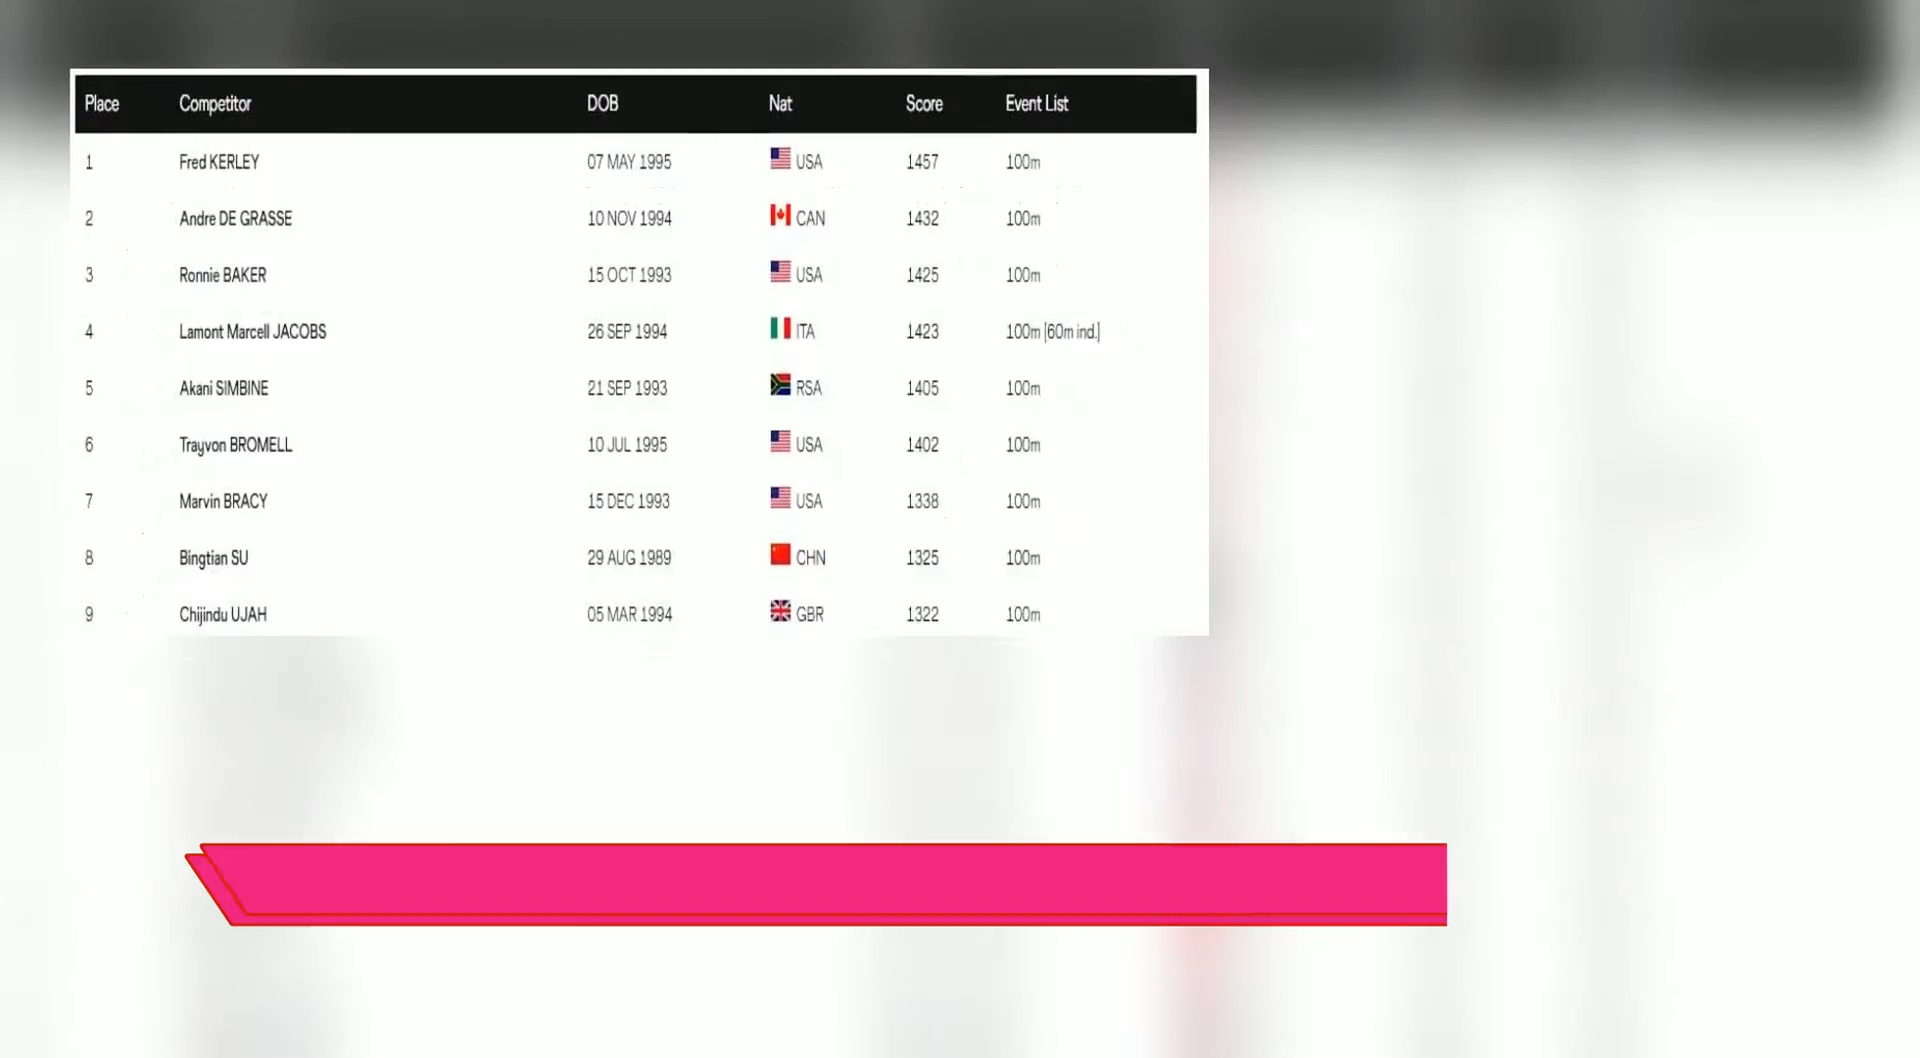 Place Competitor DOB Nat Score Event List
1 Fred KERLEY 07 MAY 1995 USA 1457 100m
2 Andre DE GRASSE 10 NOV 1994 CAN 1432 100m
3 Ronnie BAKER 15 OCT 1993 USA 1425 100m
4 Lamont Marcell JACOBS 26 SEP 1994 ITA 1423 100m [60m ind.]
5 Akani SIMBINE 21 SEP 1993 RSA 1405 100m
6 Trayvon BROMELL 10 JUL 1995 USA 1402 100m
7 Marvin BRACY 15 DEC 1993 USA 1338 100m
8 Bingtian SU 29 AUG 1989 CHN 1325 100m
9 Chijindu UJAH 05 MAR 1994 GBR 1322 100m